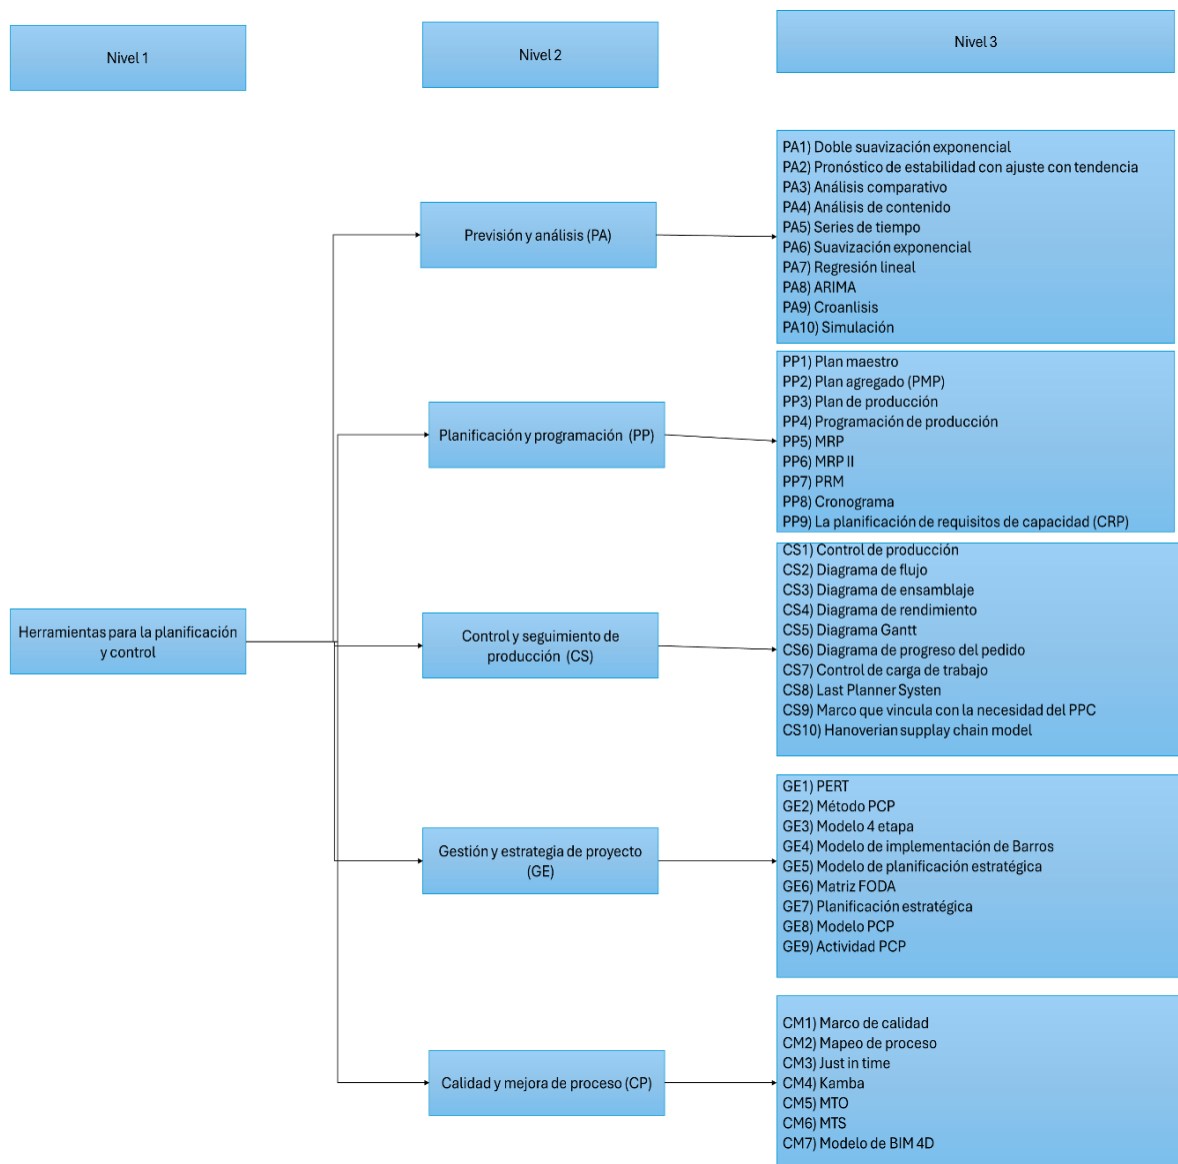 Nivel 1
Nivel 2
Nivel 3
Herramientas para la planificación
y control
Previsión y análisis (PA)
PA1) Doble suavización exponencial
PA2) Pronóstico de estabilidad con ajuste con tendencia
PA3) Análisis comparativo
PA4) Análisis de contenido
PA5) Series de tiempo
PA6) Suavización exponencial
PA7) Regresión lineal
PA8) ARIMA
PA9) Croanlisis
PA10) Simulación
Planificación y programación (PP)
PP1) Plan maestro
PP2) Plan agregado (PMP)
PP3) Plan de producción
PP4) Programación de producción
PP5) MRP
PP6) MRP II
PP7) PRM
PP8) Cronograma
PP9) La planificación de requisitos de capacidad (CRP)
Control y seguimiento de
producción (CS)
CS1) Control de producción
CS2) Diagrama de flujo
CS3) Diagrama de ensamblaje
CS4) Diagrama de rendimiento
CS5) Diagrama Gantt
CS6) Diagrama de progreso del pedido
CS7) Control de carga de trabajo
CS8) Last Planner Systen
CS9) Marco que vincula con la necesidad del PPC
CS10) Hanoverian supplay chain model
Gestión y estrategia de proyecto
(GE)
GE1) PERT
GE2) Método PCP
GE3) Modelo 4 etapa
GE4) Modelo de implementación de Barros
GE5) Modelo de planificación estratégica
GE6) Matriz FODA
GE7) Planificación estratégica
GE8) Modelo PCP
GE9) Actividad PCP
Calidad y mejora de proceso (CP)
CM1) Marco de calidad
CM2) Mapeo de proceso
CM3) Just in time
CM4) Kamba
CM5) MTO
CM6) MTS
CM7) Modelo de BIM 4D